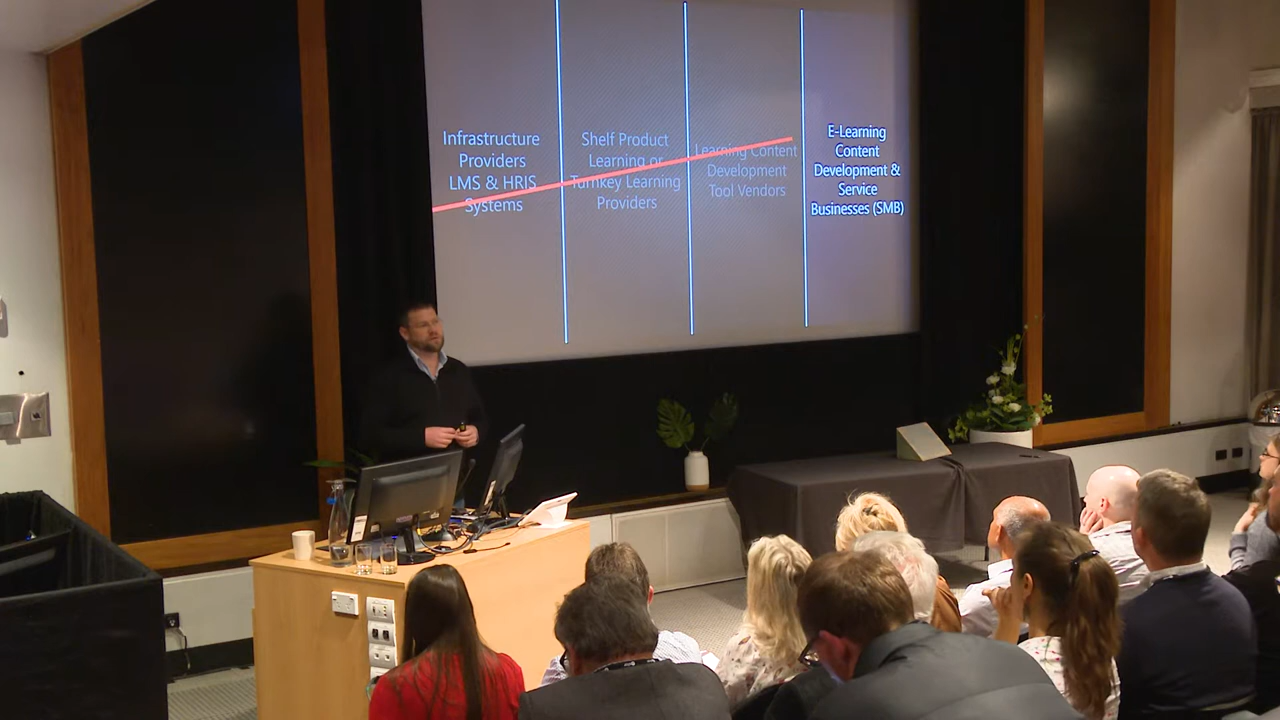 Infrastructure
Providers
LMS & HRIS
Systems
Shelf Product
Learning or
Turnkey Learning
Providers
Learning Content
Development
Tool Vendors
E-Learning
Content
Development &
Service
Businesses (SMB)